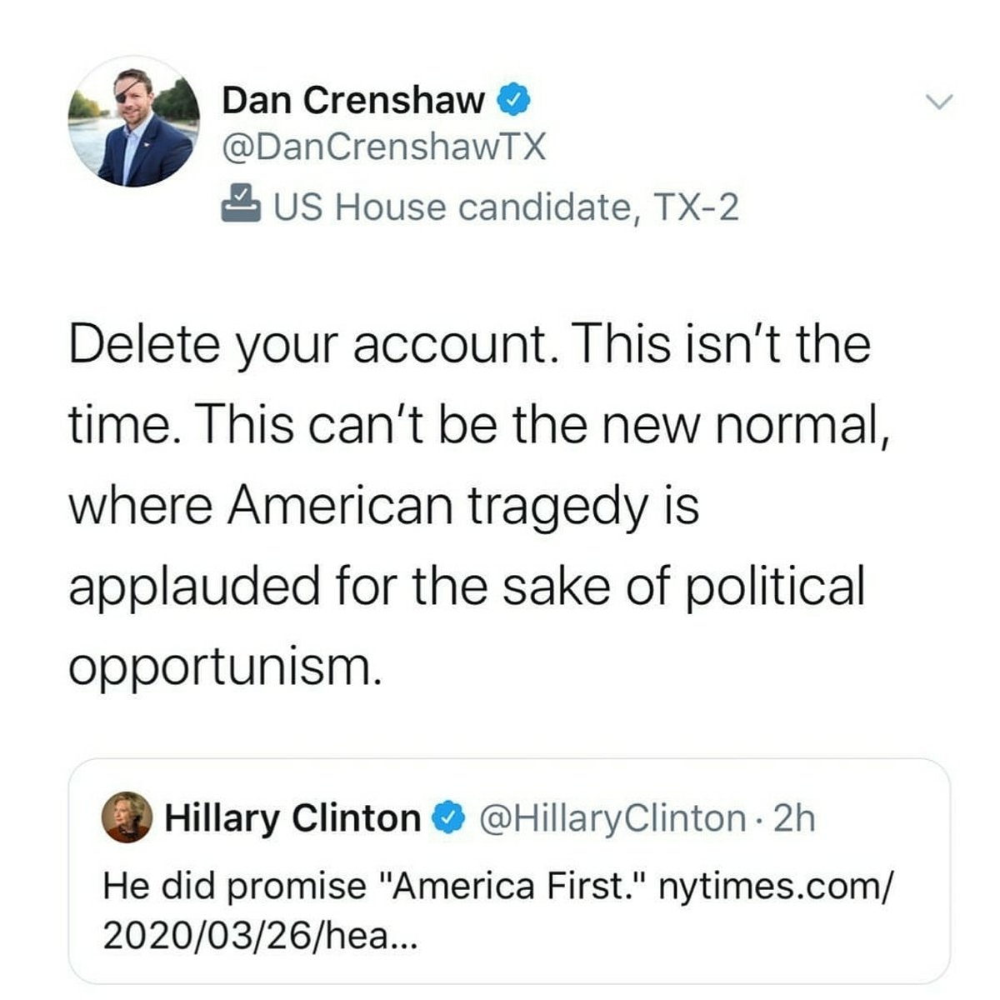 Dan Crenshaw
@DanCrenshawTX
US House candidate, TX-2
Delete your account. This isn’t the
time. This can’t be the new normal,
where American tragedy is
applauded for the sake of political
opportunism.
Hillary Clinton @HillaryClinton · 2h
He did promise "America First." nytimes.com/
2020/03/26/hea...